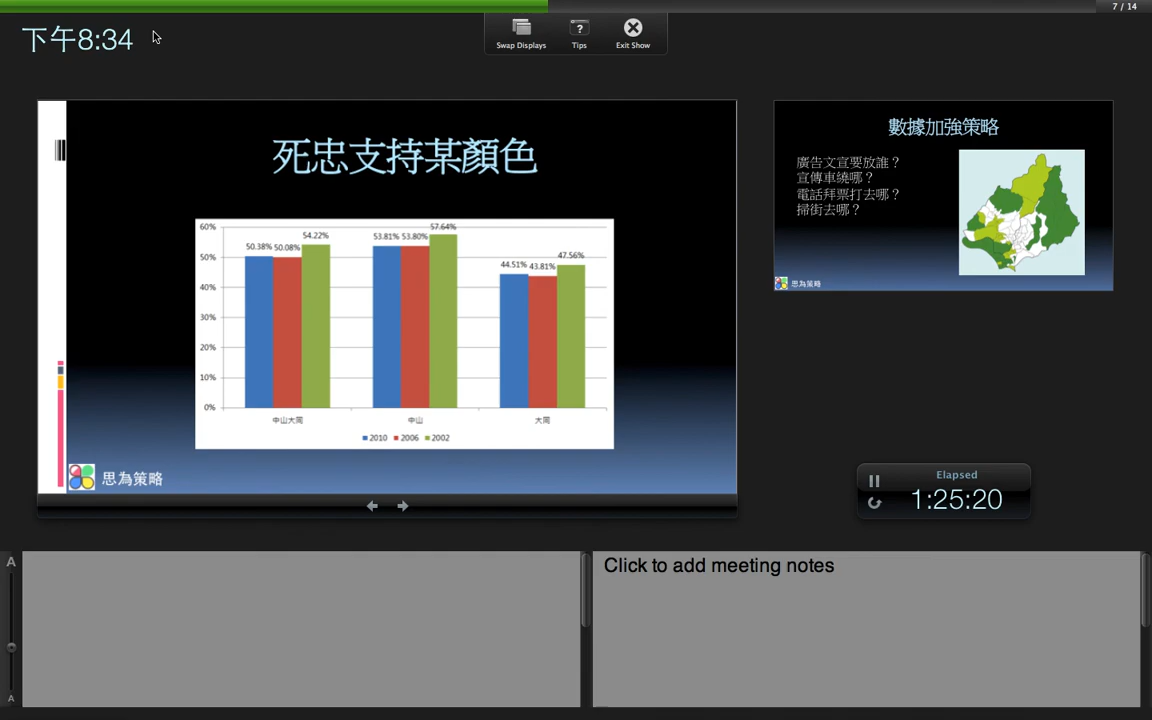 7 / 14
下午8:34
Swap Displays
Tips
Exit Show
死忠支持某顏色
60%
50%
40%
30%
20%
10%
0%
50.38% 50.08% 54.22%
53.81% 53.80% 57.64%
44.51% 43.81% 47.56%
中山大同 中山 大同
2010 2006 2002
思為策略
數據加強策略
廣告文宣要放誰？
宣傳車繞哪？
電話拜票打去哪？
掃街去哪？
思為策略
Elapsed
1:25:20
A
A
Click to add meeting notes